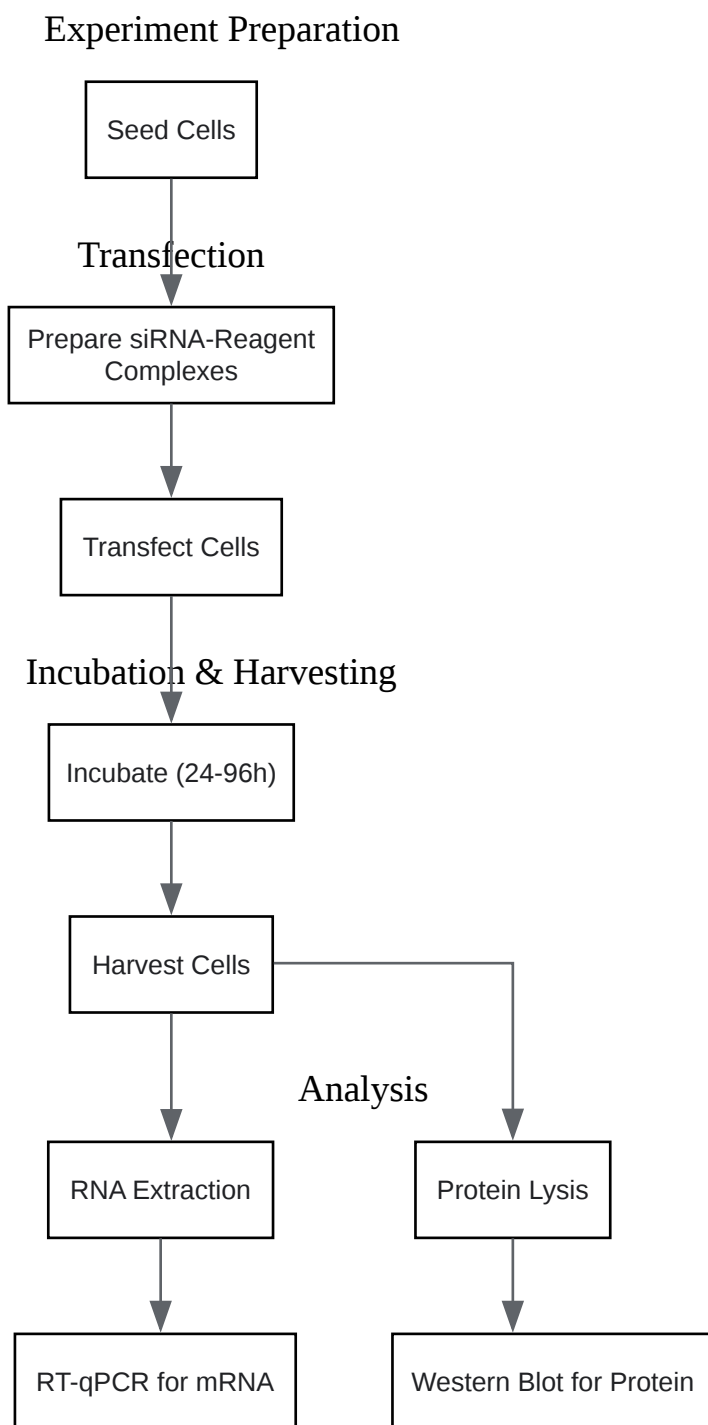 Experiment Preparation
Seed Cells
Transfection
Prepare siRNA-Reagent
Complexes
Transfect Cells
Incubation & Harvesting
Incubate (24-96h)
Harvest Cells
Analysis
RNA Extraction
Protein Lysis
RT-qPCR for mRNA
Western Blot for Protein